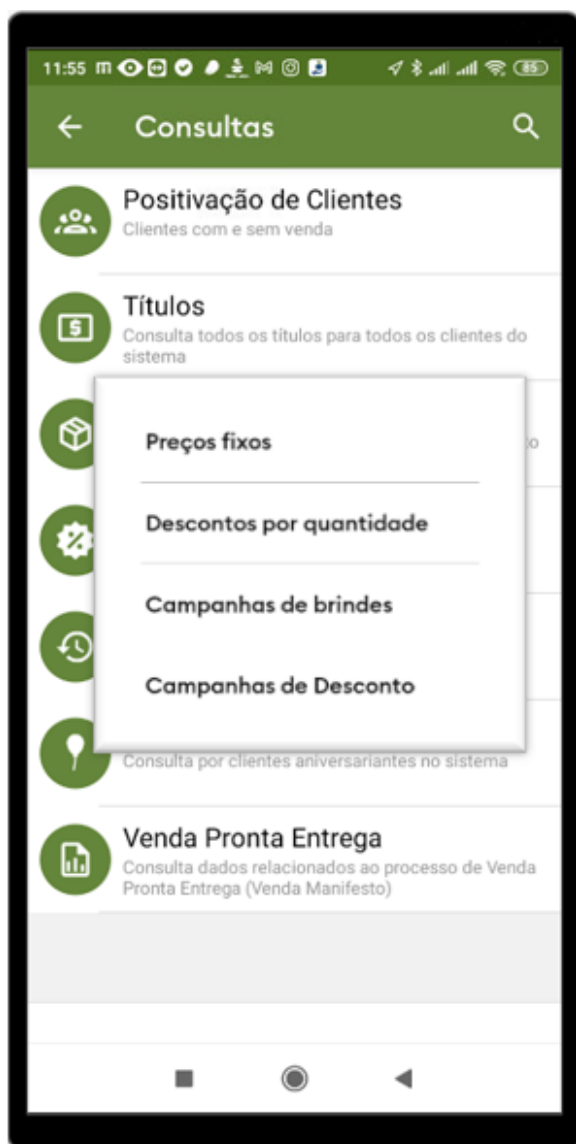 11:55
85
Consultas
Positivação de Clientes
Clientes com e sem venda
Títulos
Consulta todos os títulos para todos os clientes do
sistema
Preços fixos
Descontos por quantidade
Campanhas de brindes
Campanhas de Desconto
Consulta por clientes aniversariantes no sistema
Venda Pronta Entrega
Consulta dados relacionados ao processo de Venda
Pronta Entrega (Venda Manifesto)